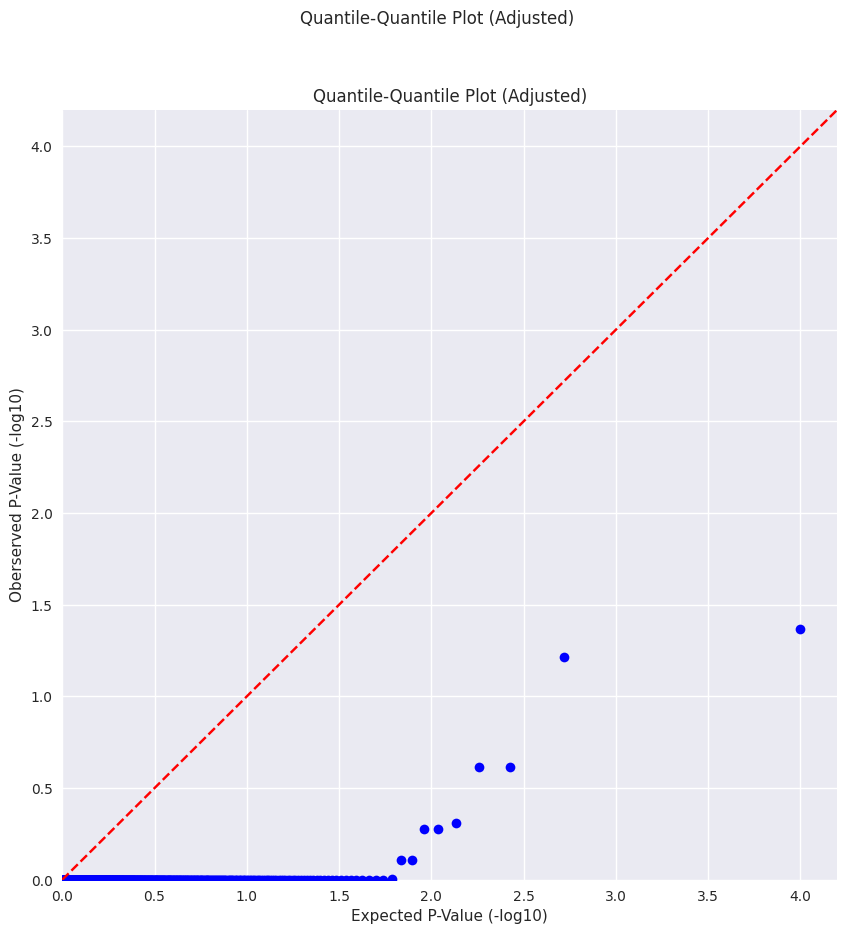 Quantile-Quantile Plot (Adjusted)
Quantile-Quantile Plot (Adjusted)
Oberserved P-Value (-log10)
4.0
3.5
3.0
2.5
2.0
1.5
1.0
0.5
0.0
0.0 0.5 1.0 1.5 2.0 2.5 3.0 3.5 4.0
Expected P-Value (-log10)